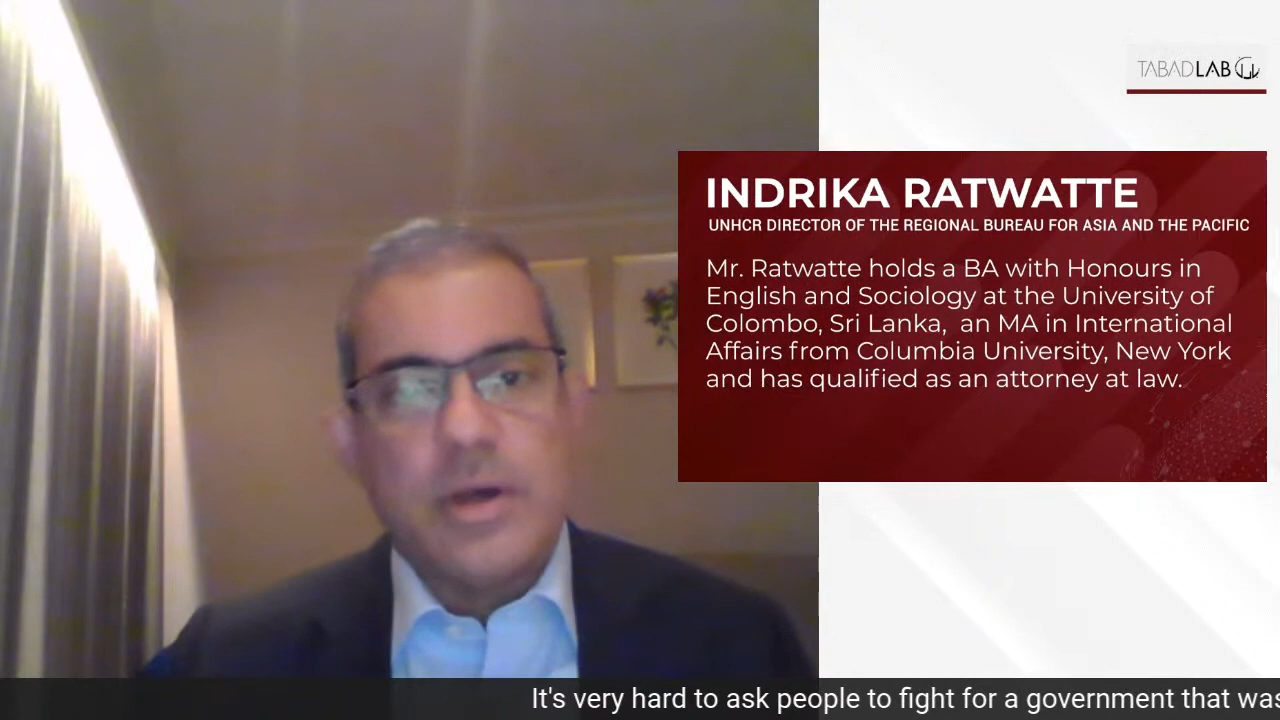 TABADLAB
INDRIKA RATWATTE
UNHCR DIRECTOR OF THE REGIONAL BUREAU FOR ASIA AND THE PACIFIC
Mr. Ratwatte holds a BA with Honours in
English and Sociology at the University of
Colombo, Sri Lanka, an MA in International
Affairs from Columbia University, New York
and has qualified as an attorney at law.
It's very hard to ask people to fight for a government that was